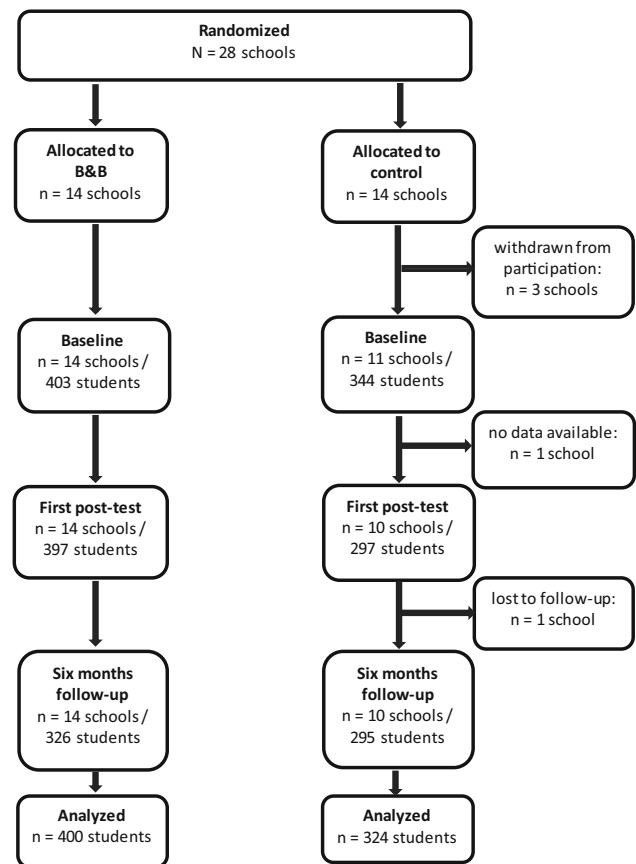 Randomized
N = 28 schools
Allocated to
B&B
n = 14 schools
Allocated to
control
n = 14 schools
withdrawn from
participation:
n = 3 schools
Baseline
n = 14 schools /
403 students
Baseline
n = 11 schools /
344 students
no data available:
n = 1 school
First post-test
n = 14 schools /
397 students
First post-test
n = 10 schools /
297 students
lost to follow-up:
n = 1 school
Six months
follow-up
n = 14 schools /
326 students
Six months
follow-up
n = 10 schools /
295 students
Analyzed
n = 400 students
Analyzed
n = 324 students